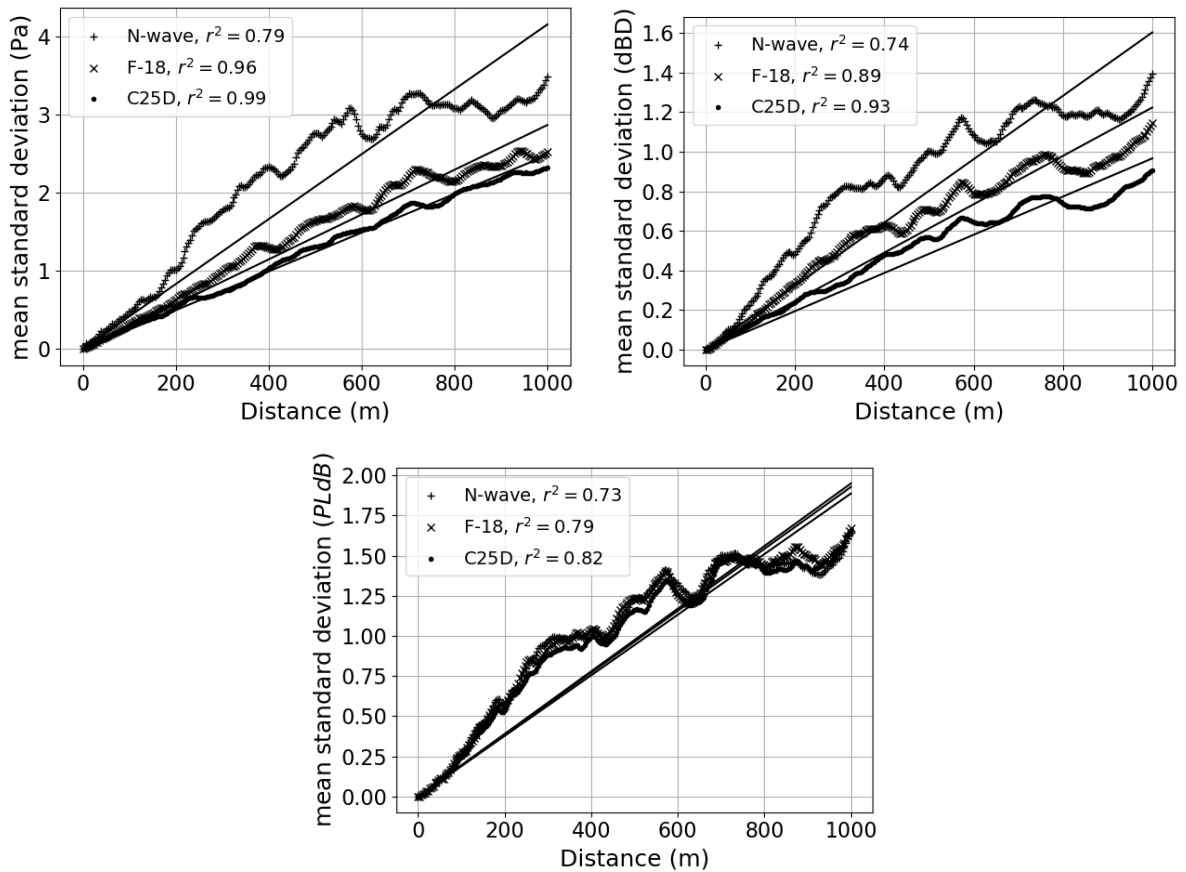 mean standard deviation (Pa)
4
3
2
1
0
N-wave, r² = 0.79
F-18, r² = 0.96
C25D, r² = 0.99
0 200 400 600 800 1000
Distance (m)
mean standard deviation (dBD)
1.6
1.4
1.2
1.0
0.8
0.6
0.4
0.2
0.0
N-wave, r² = 0.74
F-18, r² = 0.89
C25D, r² = 0.93
0 200 400 600 800 1000
Distance (m)
mean standard deviation (PLdB)
2.00
1.75
1.50
1.25
1.00
0.75
0.50
0.25
0.00
N-wave, r² = 0.73
F-18, r² = 0.79
C25D, r² = 0.82
0 200 400 600 800 1000
Distance (m)